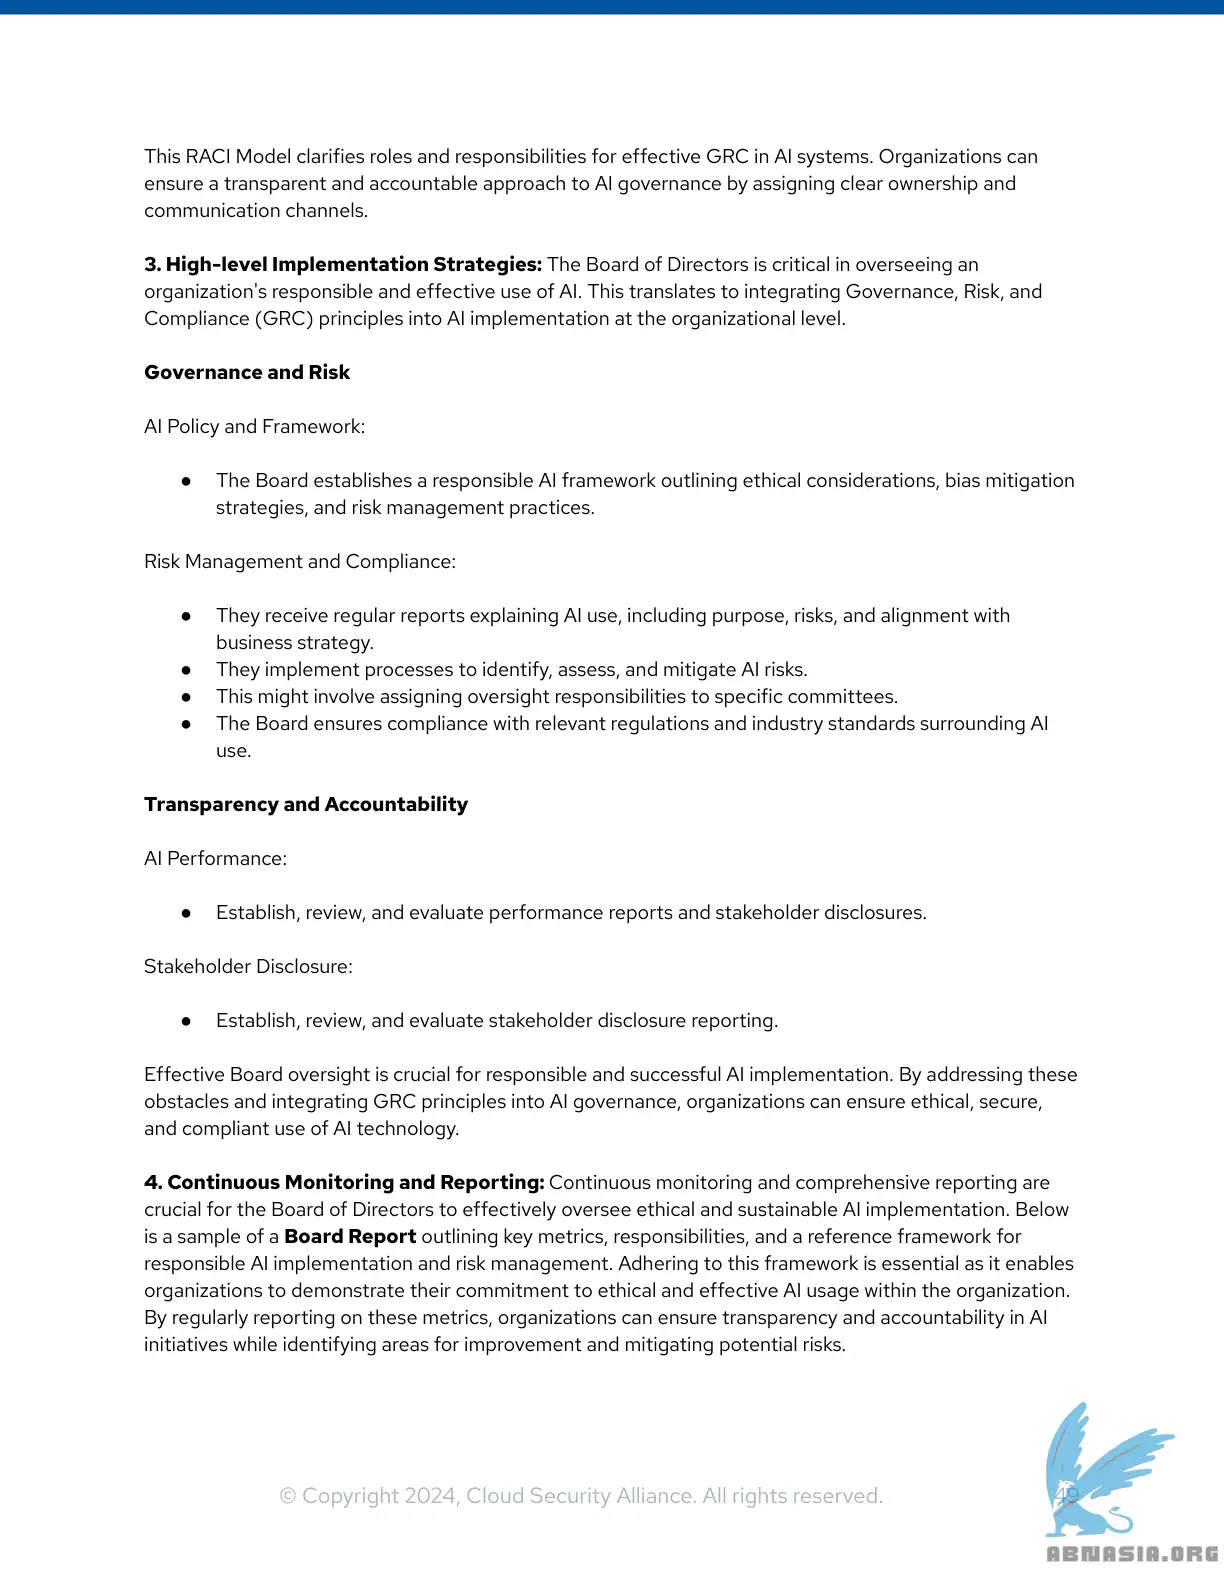 This RACI Model clarifies roles and responsibilities for effective GRC in AI systems. Organizations can
ensure a transparent and accountable approach to AI governance by assigning clear ownership and
communication channels.
3. High-level Implementation Strategies: The Board of Directors is critical in overseeing an
organization's responsible and effective use of AI. This translates to integrating Governance, Risk, and
Compliance (GRC) principles into AI implementation at the organizational level.
Governance and Risk
AI Policy and Framework:
● The Board establishes a responsible AI framework outlining ethical considerations, bias mitigation
strategies, and risk management practices.
Risk Management and Compliance:
● They receive regular reports explaining AI use, including purpose, risks, and alignment with
business strategy.
● They implement processes to identify, assess, and mitigate AI risks.
● This might involve assigning oversight responsibilities to specific committees.
● The Board ensures compliance with relevant regulations and industry standards surrounding AI
use.
Transparency and Accountability
AI Performance:
● Establish, review, and evaluate performance reports and stakeholder disclosures.
Stakeholder Disclosure:
● Establish, review, and evaluate stakeholder disclosure reporting.
Effective Board oversight is crucial for responsible and successful AI implementation. By addressing these
obstacles and integrating GRC principles into AI governance, organizations can ensure ethical, secure,
and compliant use of AI technology.
4. Continuous Monitoring and Reporting: Continuous monitoring and comprehensive reporting are
crucial for the Board of Directors to effectively oversee ethical and sustainable AI implementation. Below
is a sample of a Board Report outlining key metrics, responsibilities, and a reference framework for
responsible AI implementation and risk management. Adhering to this framework is essential as it enables
organizations to demonstrate their commitment to ethical and effective AI usage within the organization.
By regularly reporting on these metrics, organizations can ensure transparency and accountability in AI
initiatives while identifying areas for improvement and mitigating potential risks.
© Copyright 2024, Cloud Security Alliance. All rights reserved. 49
ABNASIA.ORG